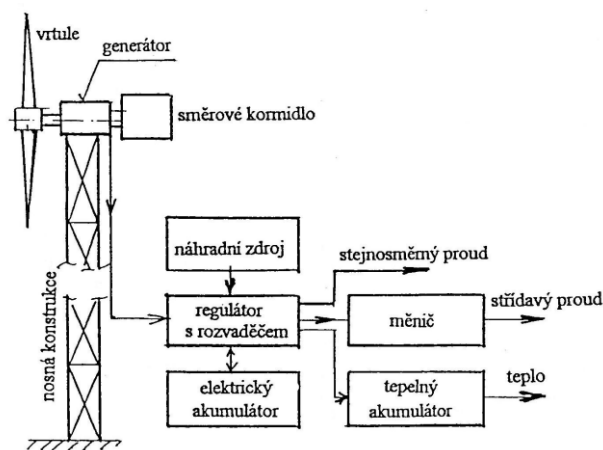 vrtule
generátor
směrové kormidlo
nosná konstrukce
náhradní zdroj
stejnosměrný proud
regulátor
s rozvaděčem
měnič
střídavý proud
elektrický
akumulátor
tepelný
akumulátor
teplo